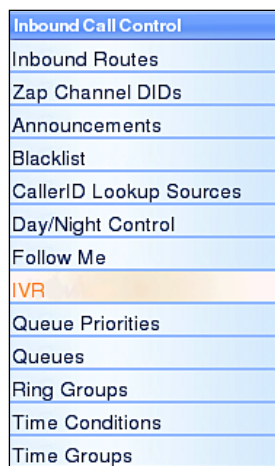 Inbound Call Control
Inbound Routes
Zap Channel DIDs
Announcements
Blacklist
CallerID Lookup Sources
Day/Night Control
Follow Me
IVR
Queue Priorities
Queues
Ring Groups
Time Conditions
Time Groups